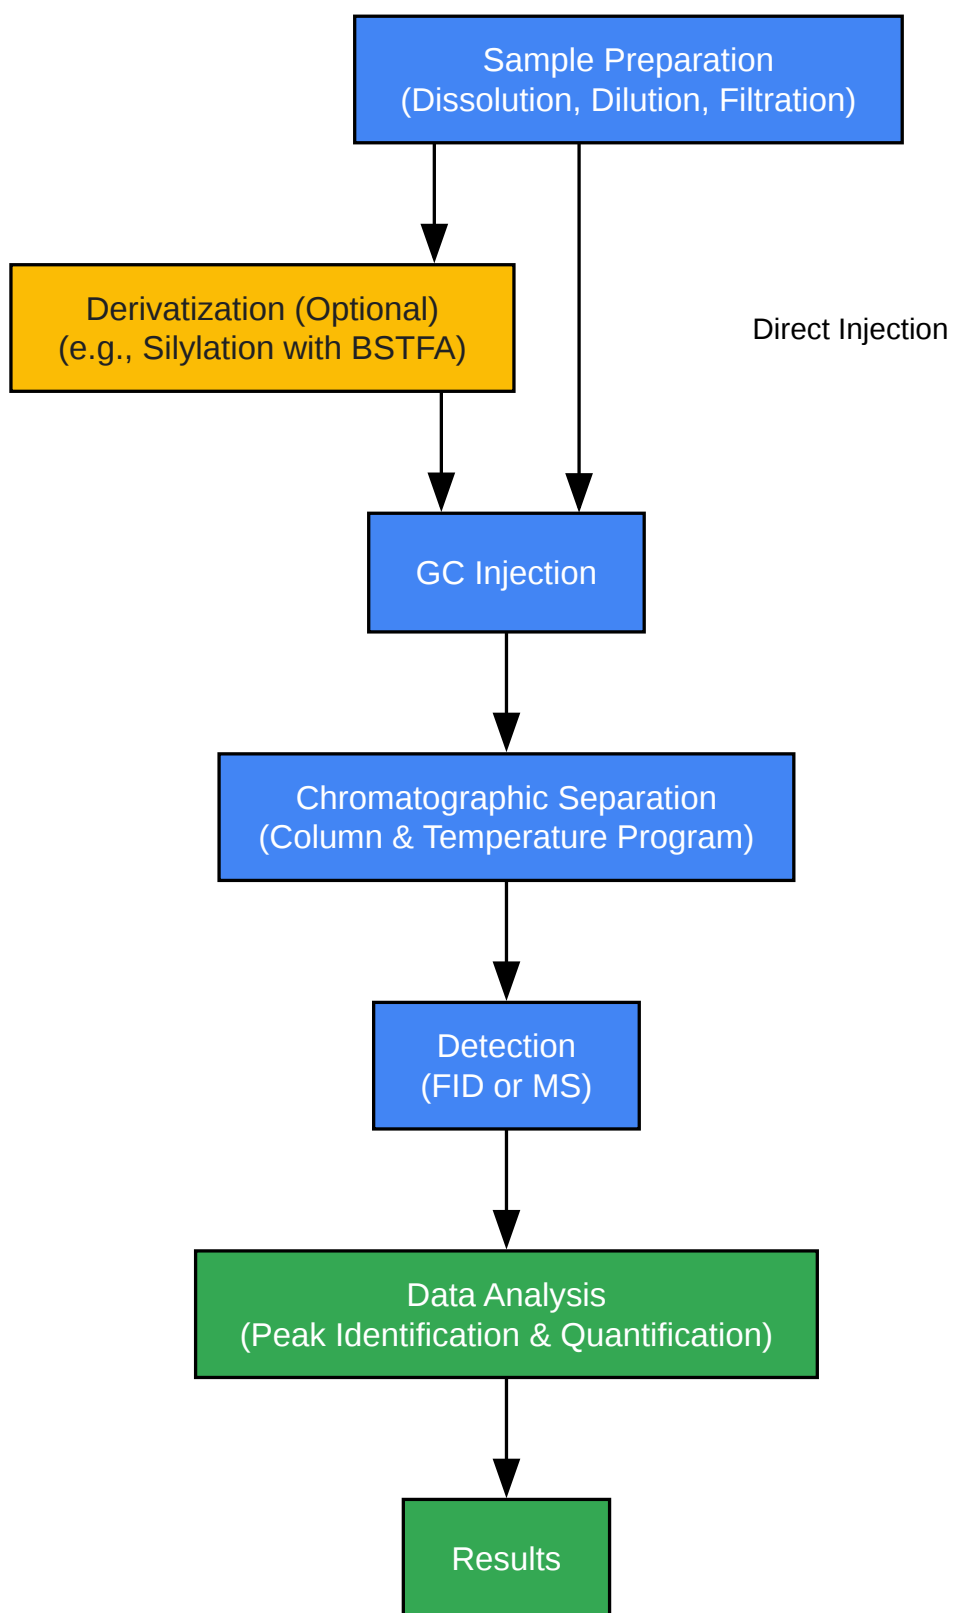 Sample Preparation
(Dissolution, Dilution, Filtration)
Derivatization (Optional)
(e.g., Silylation with BSTFA)
Direct Injection
GC Injection
Chromatographic Separation
(Column & Temperature Program)
Detection
(FID or MS)
Data Analysis
(Peak Identification & Quantification)
Results